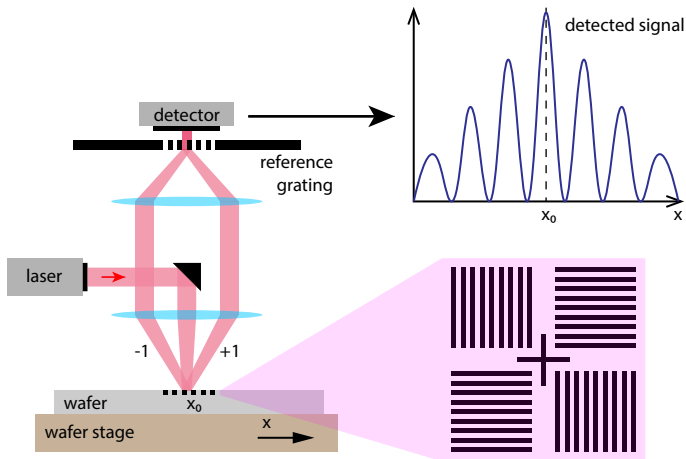 detected signal
detector
reference
grating
x₀
x
laser
-1
+1
wafer
x₀
x
wafer stage